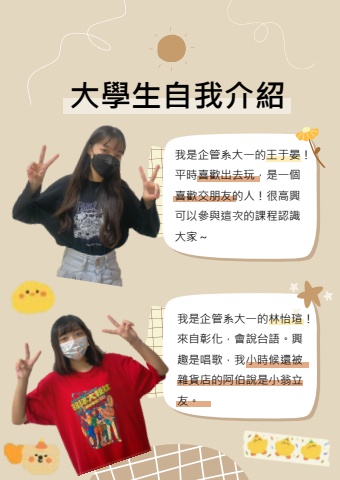 大學生自我介紹
我是企管系大一的王于晏！
平時喜歡出去玩，是一個
喜歡交朋友的人！很高興
可以參與這次的課程認識
大家～
我是企管系大一的林怡瑄！
來自彰化，會說台語。興
趣是唱歌，我小時候還被
雜貨店的阿伯說是小翁立
友。